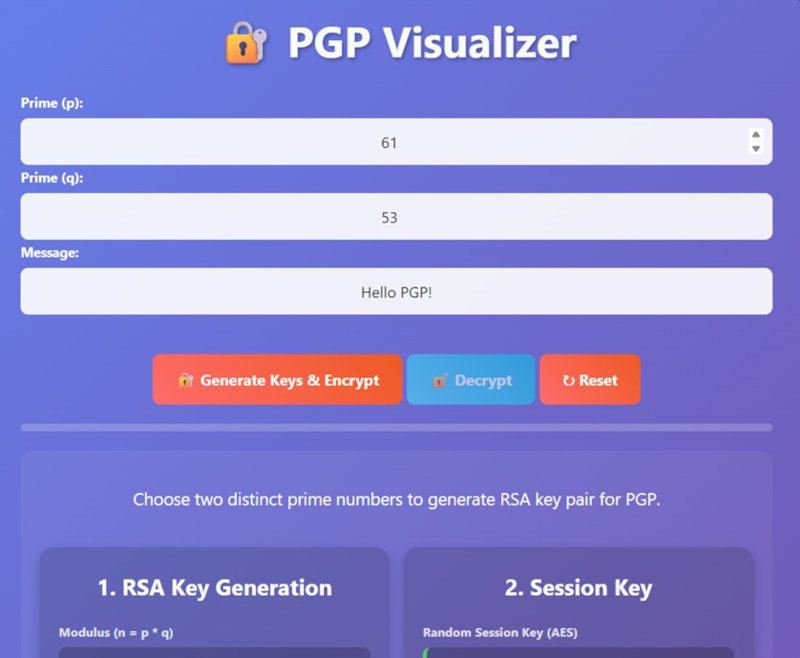 PGP Visualizer
Prime (p):
61
Prime (q):
53
Message:
Hello PGP!
Generate Keys & Encrypt
Decrypt
↻ Reset
Choose two distinct prime numbers to generate RSA key pair for PGP.
1. RSA Key Generation
2. Session Key
Modulus (n = p * q)
Random Session Key (AES)